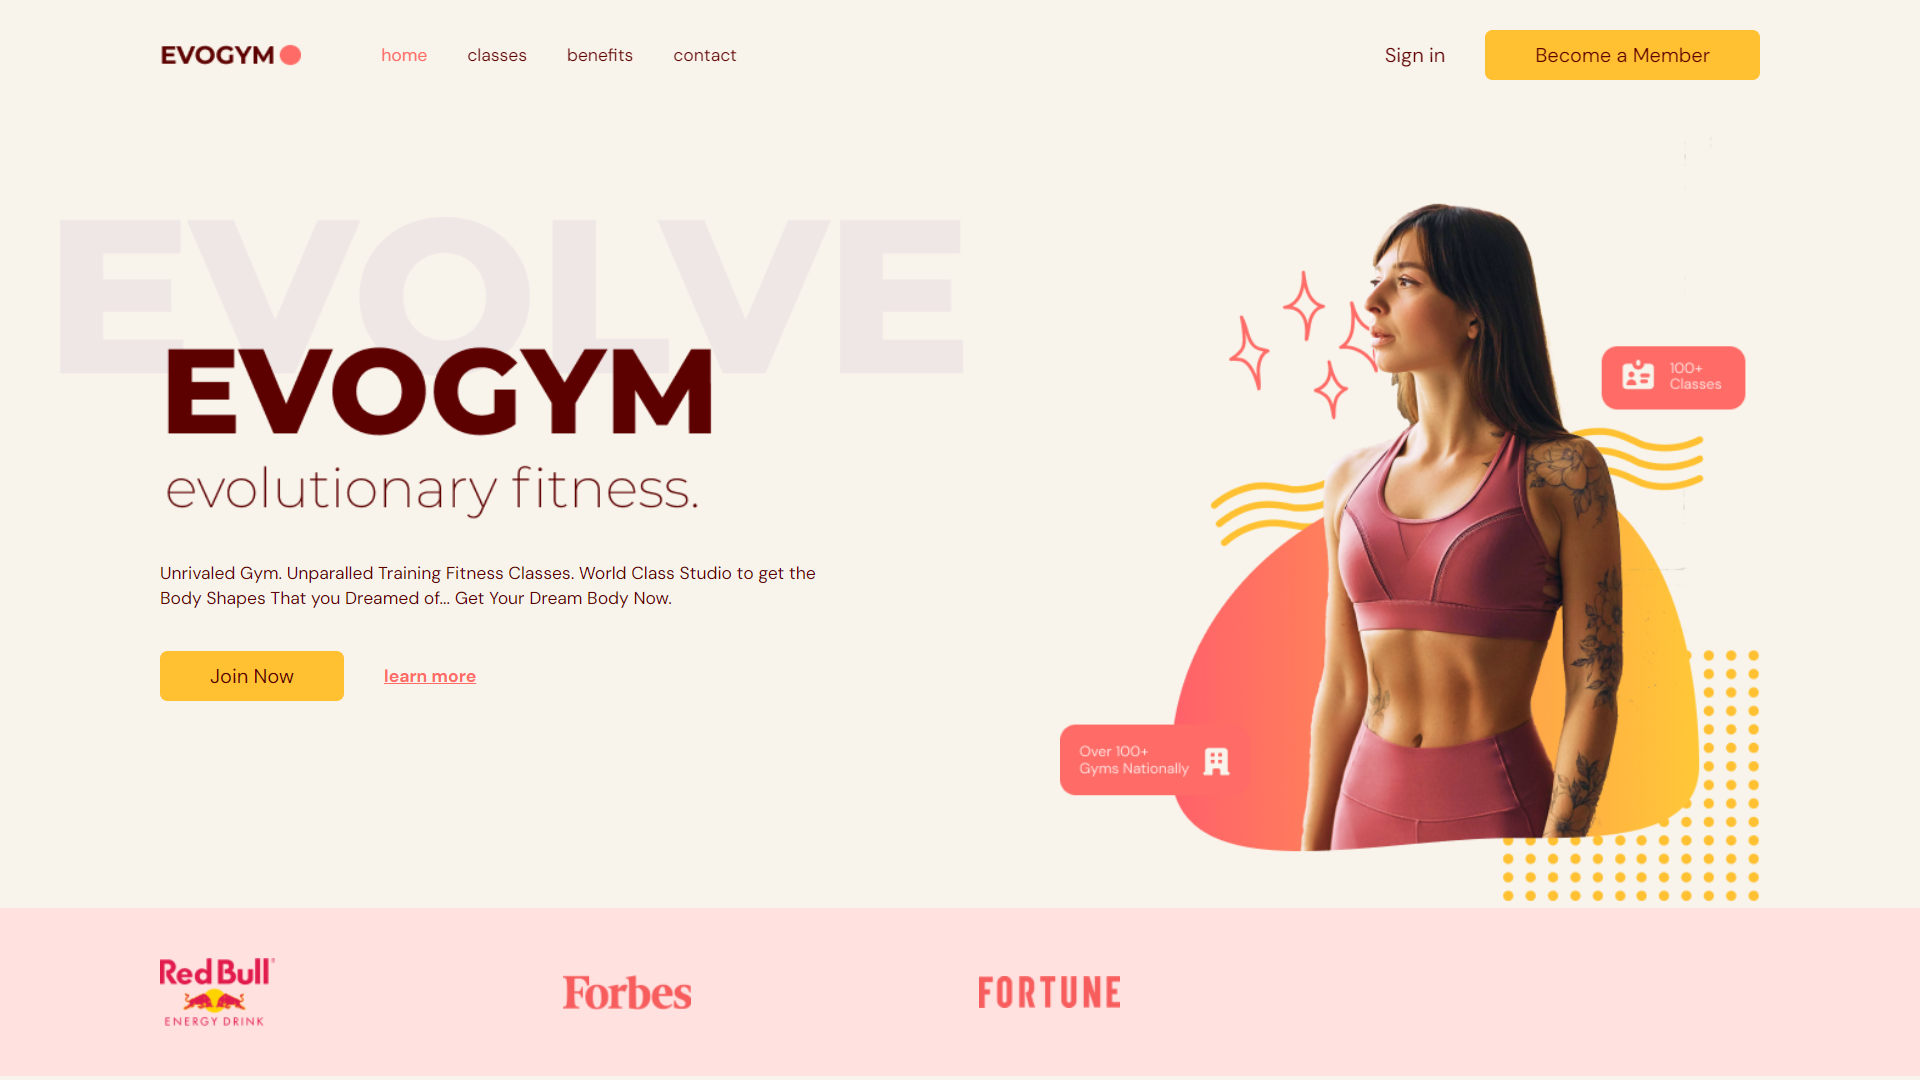 EVOGYM
home
classes
benefits
contact
Sign in
Become a Member
EVOLVE
EVOGYM
evolutionary fitness.
Unrivaled Gym. Unparalled Training Fitness Classes. World Class Studio to get the
Body Shapes That you Dreamed of... Get Your Dream Body Now.
Join Now
learn more
100+
Classes
Over 100+
Gyms Nationally
Red Bull
ENERGY DRINK
Forbes
FORTUNE